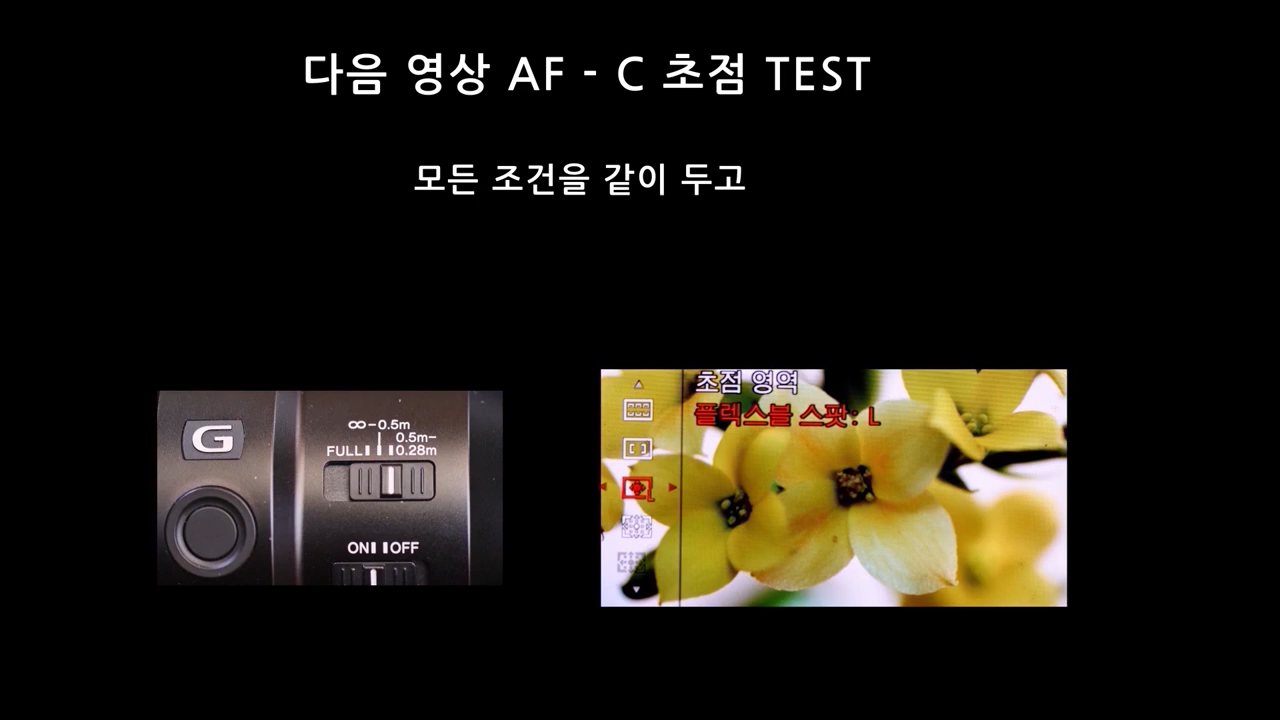 다음 영상 AF - C 초점 TEST
모든 조건을 같이 두고
G
∞-0.5m
0.5m-
FULL 0.28m
ON OFF
초점 영역
플렉스블 스팟: L